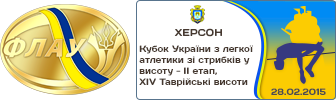 ФЛАУ
ХЕРСОН
Кубок України з легкої
атлетики зі стрибків у
висоту - ІІ етап,
XIV Таврійські висоти
28.02.2015